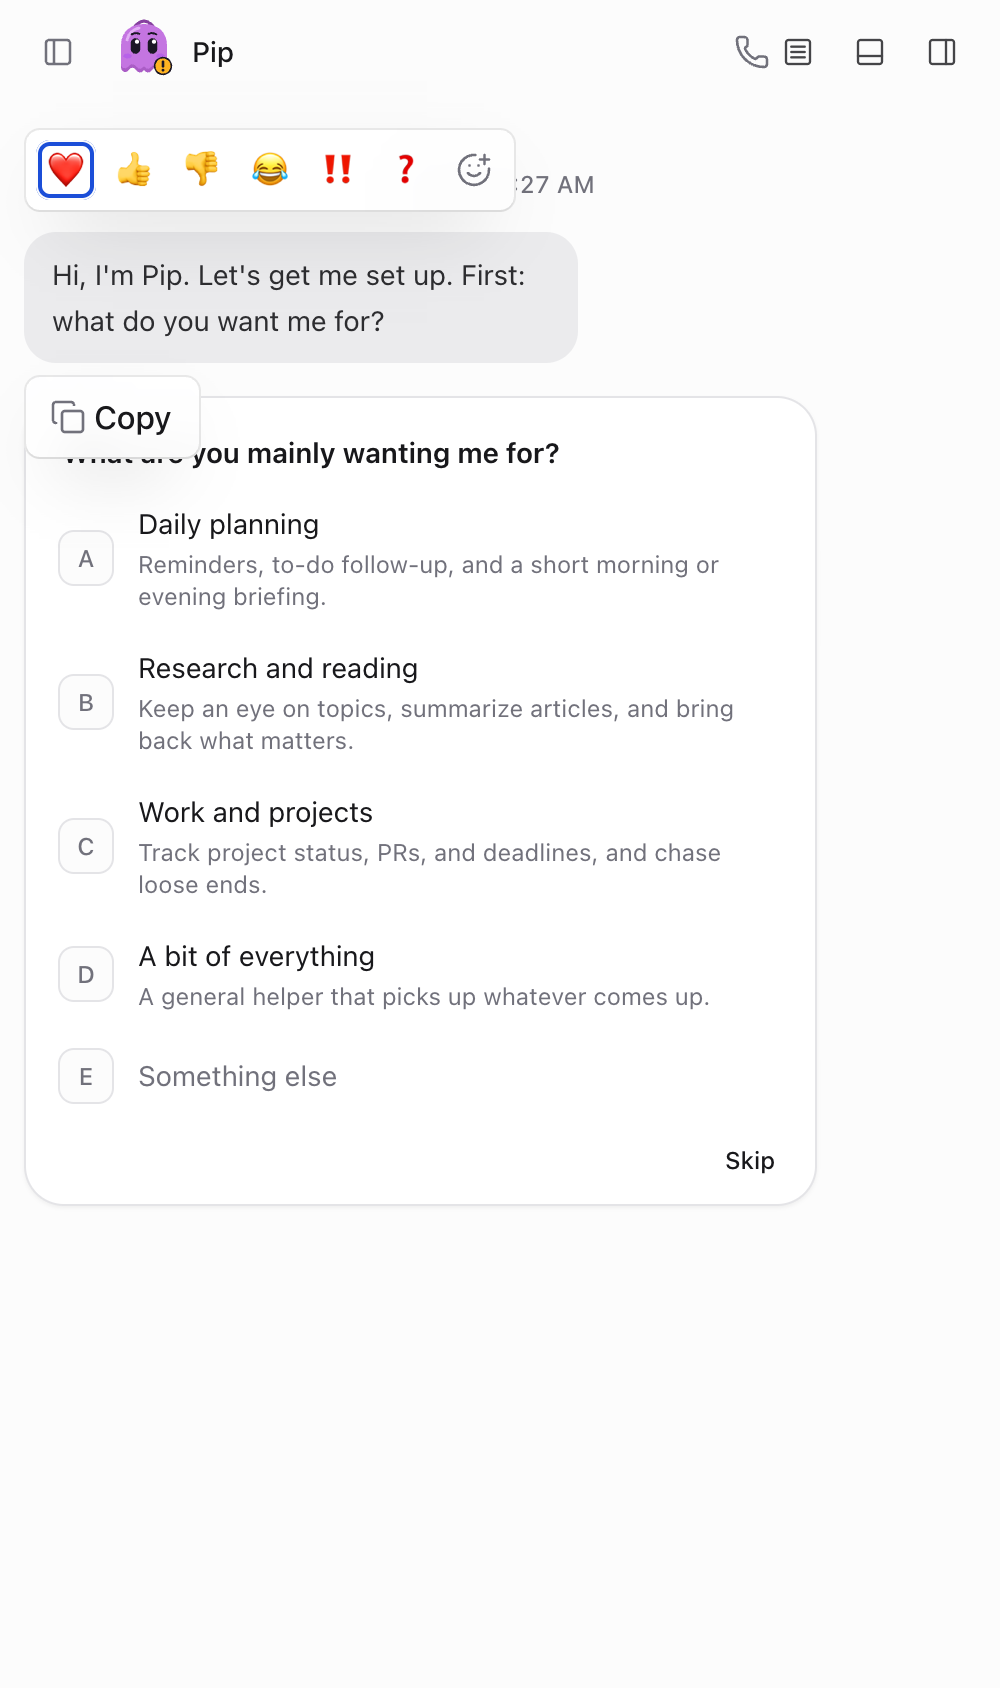 Pip
:27 AM
Hi, I'm Pip. Let's get me set up. First:
what do you want me for?
Copy
you mainly wanting me for?
A
Daily planning
Reminders, to-do follow-up, and a short morning or
evening briefing.
B
Research and reading
Keep an eye on topics, summarize articles, and bring
back what matters.
C
Work and projects
Track project status, PRs, and deadlines, and chase
loose ends.
D
A bit of everything
A general helper that picks up whatever comes up.
E
Something else
Skip